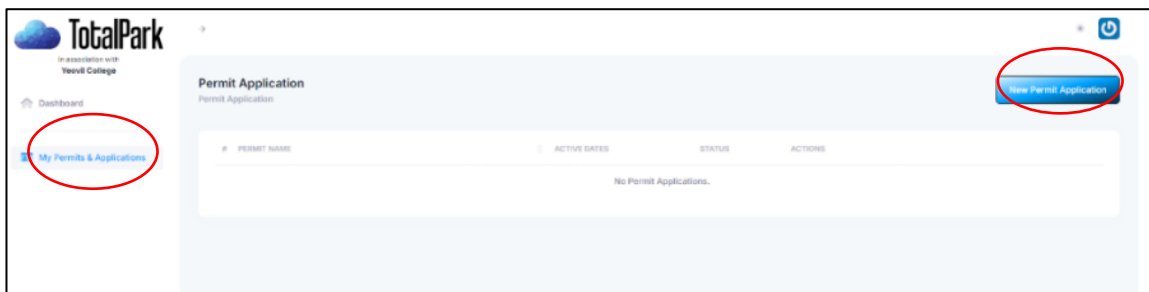 TotalPark
In association with
Yeovil College
Dashboard
My Permits & Applications
Permit Application
Permit Application
New Permit Application
# PERMIT NAME ACTIVE DATES STATUS ACTIONS
No Permit Applications.